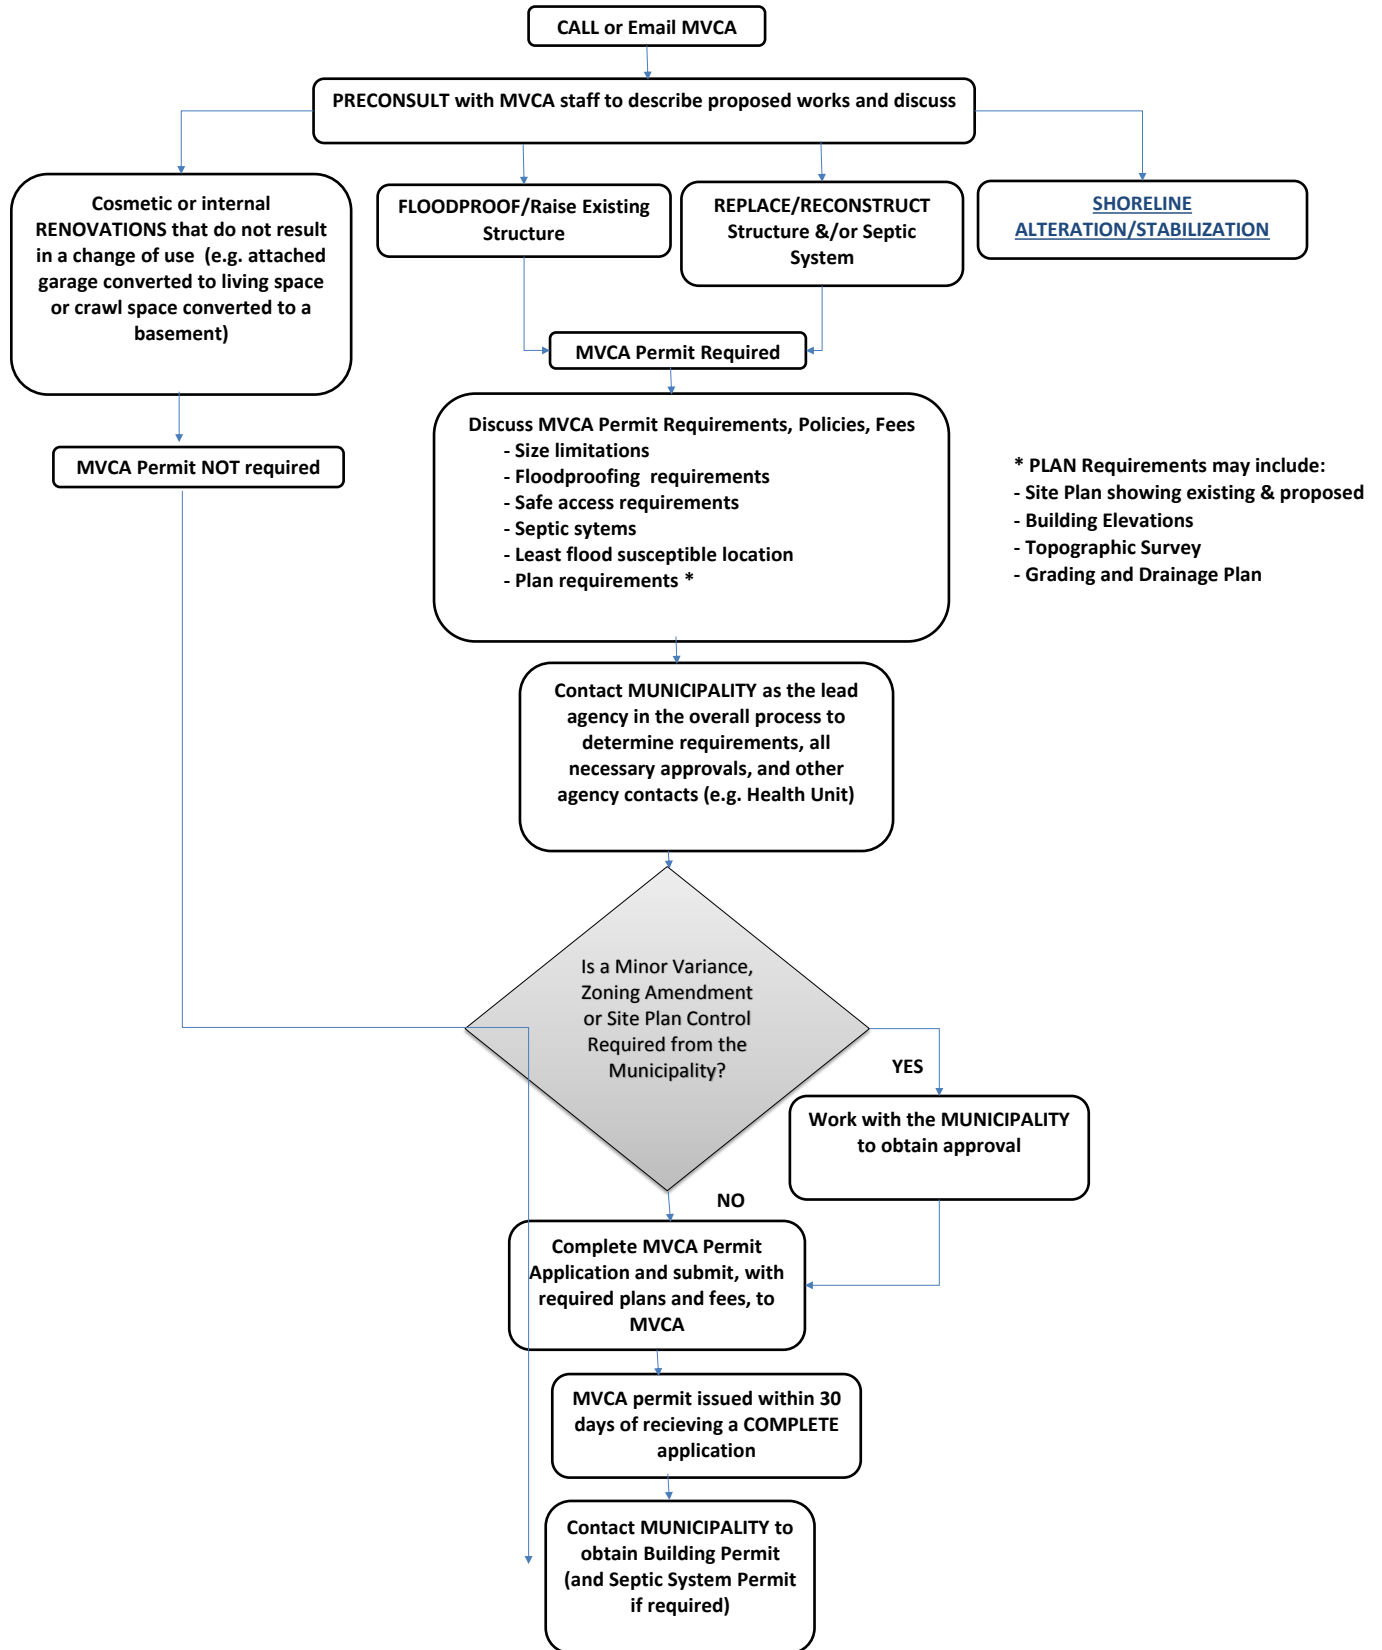 CALL or Email MVCA
PRECONSULT with MVCA staff to describe proposed works and discuss
Cosmetic or internal
RENOVATIONS that do not result
in a change of use  (e.g. attached
garage converted to living space
or crawl space converted to a
basement)
FLOODPROOF/Raise Existing
Structure
REPLACE/RECONSTRUCT
Structure &/or Septic
System
SHORELINE
ALTERATION/STABILIZATION
MVCA Permit Required
MVCA Permit NOT required
Discuss MVCA Permit Requirements, Policies, Fees
- Size limitations
- Floodproofing  requirements
- Safe access requirements
- Septic sytems
- Least flood susceptible location
- Plan requirements *
* PLAN Requirements may include:
- Site Plan showing existing & proposed
- Building Elevations
- Topographic Survey
- Grading and Drainage Plan
Contact MUNICIPALITY as the lead
agency in the overall process to
determine requirements, all
necessary approvals, and other
agency contacts (e.g. Health Unit)
Is a Minor Variance,
Zoning Amendment
or Site Plan Control
Required from the
Municipality?
YES
Work with the MUNICIPALITY
to obtain approval
NO
Complete MVCA Permit
Application and submit, with
required plans and fees, to
MVCA
MVCA permit issued within 30
days of recieving a COMPLETE
application
Contact MUNICIPALITY to
obtain Building Permit
(and Septic System Permit
if required)